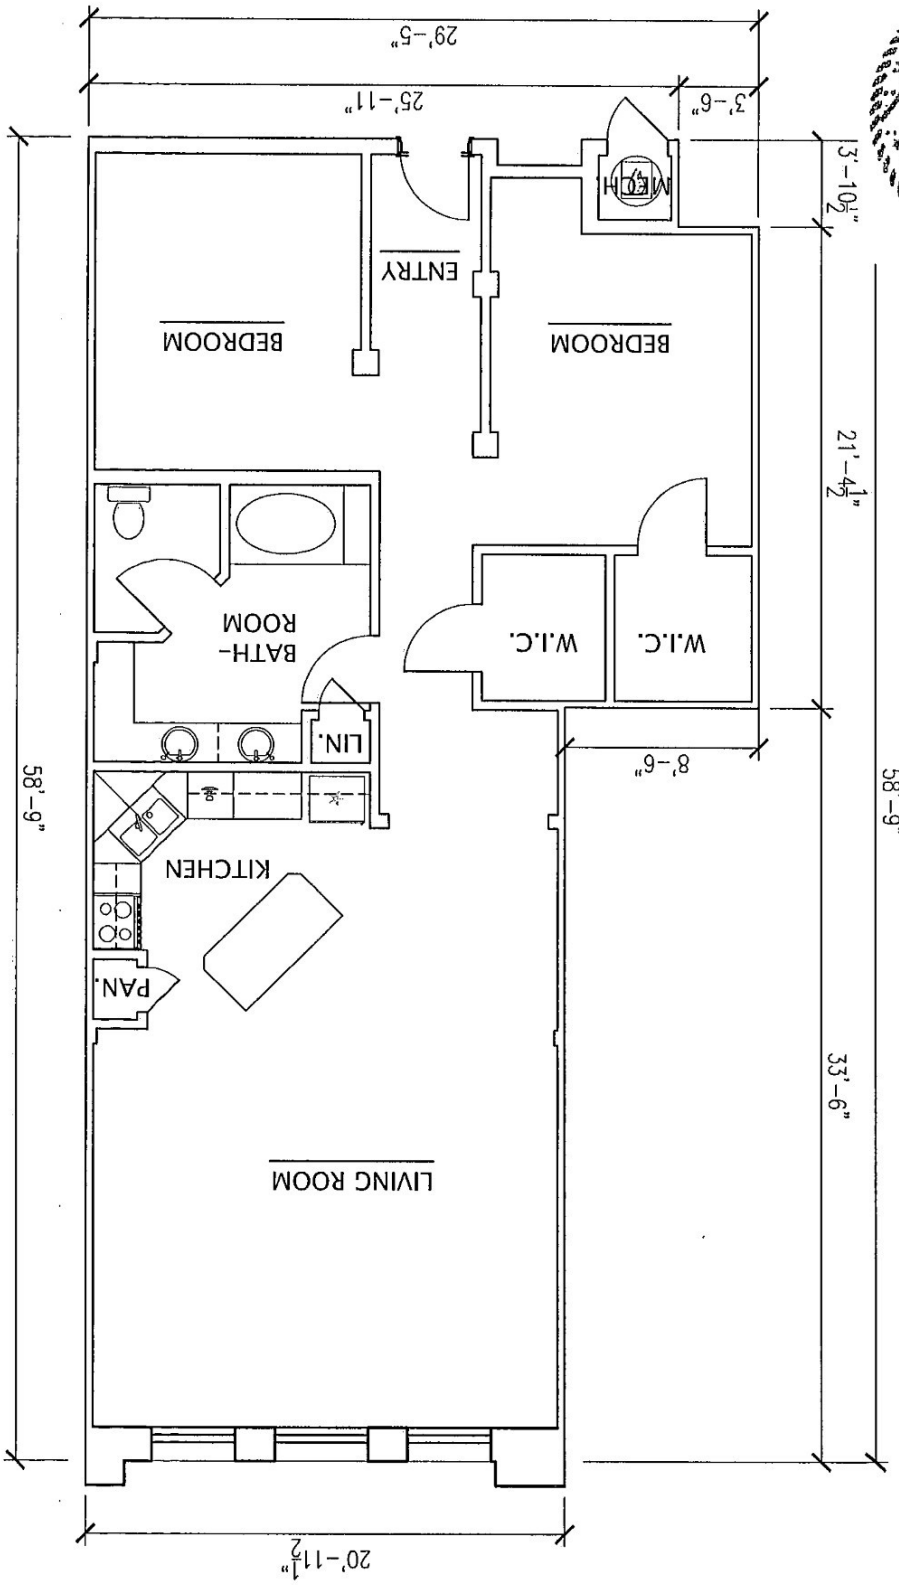 20'-11½"
LIVING ROOM
33'-6"
PAN.
KITCHEN
58'-9"
58'-9"
8'-6"
LIN.
W.I.C.
W.I.C.
BATH-
ROOM
21'-4½"
BEDROOM
BEDROOM
ENTRY
MECH
3'-10½"
3'-6"
25'-11"
29'-5"